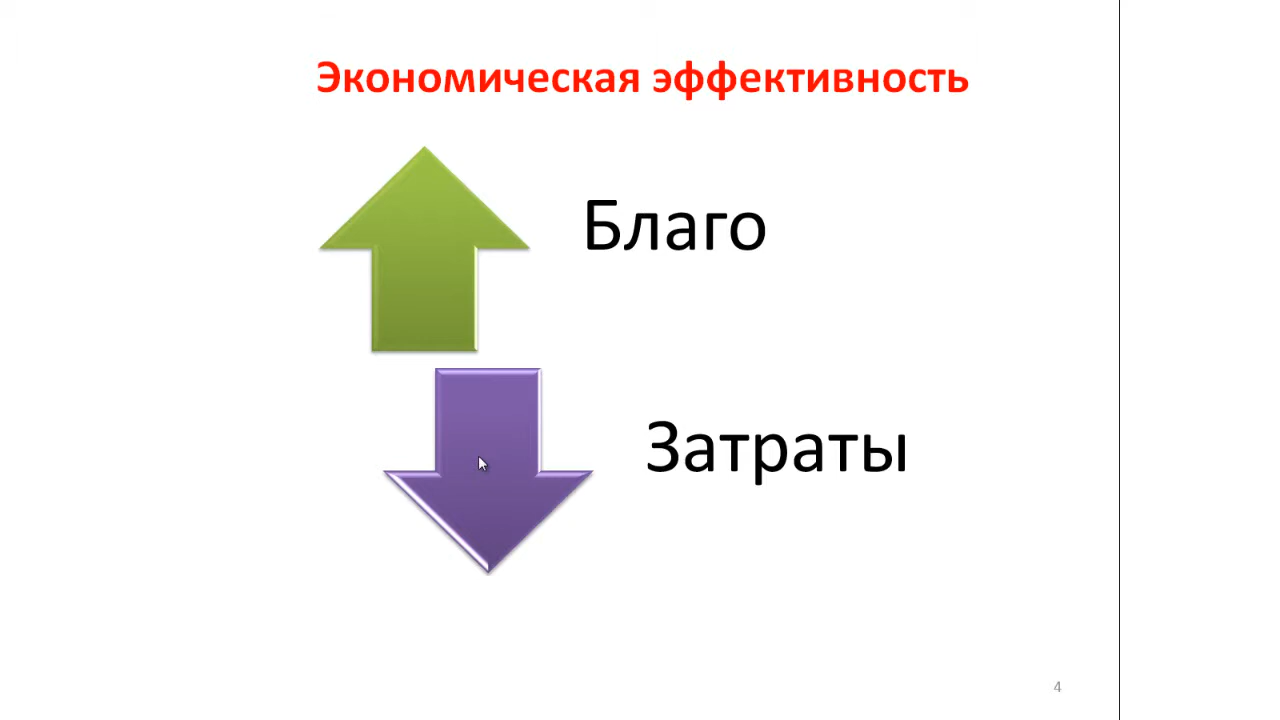 Экономическая эффективность
Благо
Затраты
4